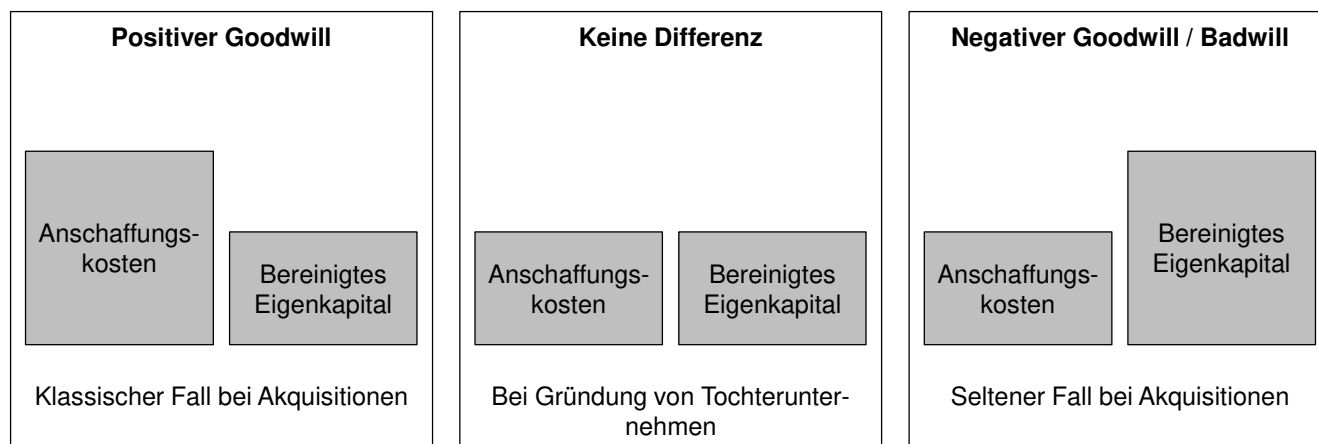 Positiver Goodwill
Anschaffungs-
kosten
Bereinigtes
Eigenkapital
Klassischer Fall bei Akquisitionen
Keine Differenz
Anschaffungs-
kosten
Bereinigtes
Eigenkapital
Bei Gründung von Tochterunter-
nehmen
Negativer Goodwill / Badwill
Anschaffungs-
kosten
Bereinigtes
Eigenkapital
Seltener Fall bei Akquisitionen